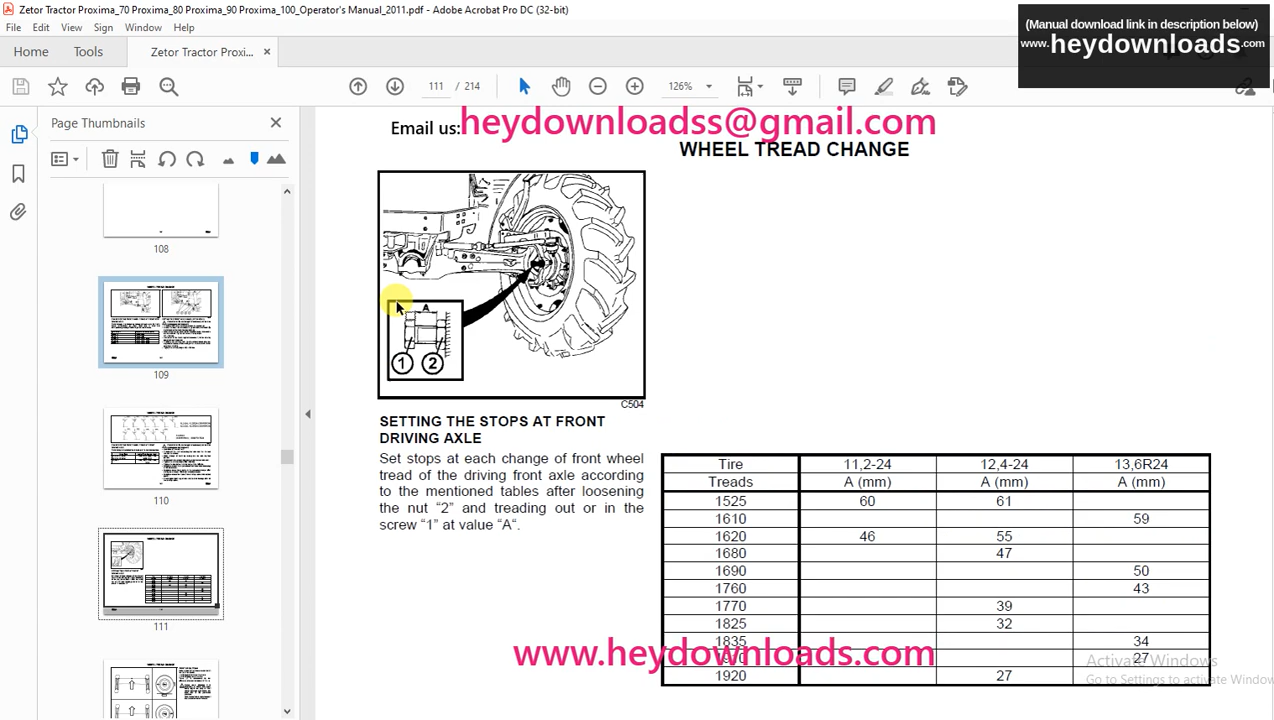 Zetor Tractor Proxima_70 Proxima_80 Proxima_90 Proxima_100_Operator's Manual_2011.pdf - Adobe Acrobat Pro DC (32-bit)
(Manual download link in description below)
www.heydownloads.com
File Edit View Sign Window Help
Home Tools Zetor Tractor Proxi... ×
111 / 214 126%
Page Thumbnails
108
109
110
111
Email us: heydownloadss@gmail.com
WHEEL TREAD CHANGE
A
1 2
C504
SETTING THE STOPS AT FRONT
DRIVING AXLE
Set stops at each change of front wheel
tread of the driving front axle according
to the mentioned tables after loosening
the nut “2” and treading out or in the
screw “1” at value “A“.
Tire 11,2-24 12,4-24 13,6R24
Treads A (mm) A (mm) A (mm)
1525 60 61
1610 59
1620 46 55
1680 47
1690 50
1760 43
1770 39
1825 32
1835 34
27
1920 27
www.heydownloads.com
Activate Windows
Go to Settings to activate Window